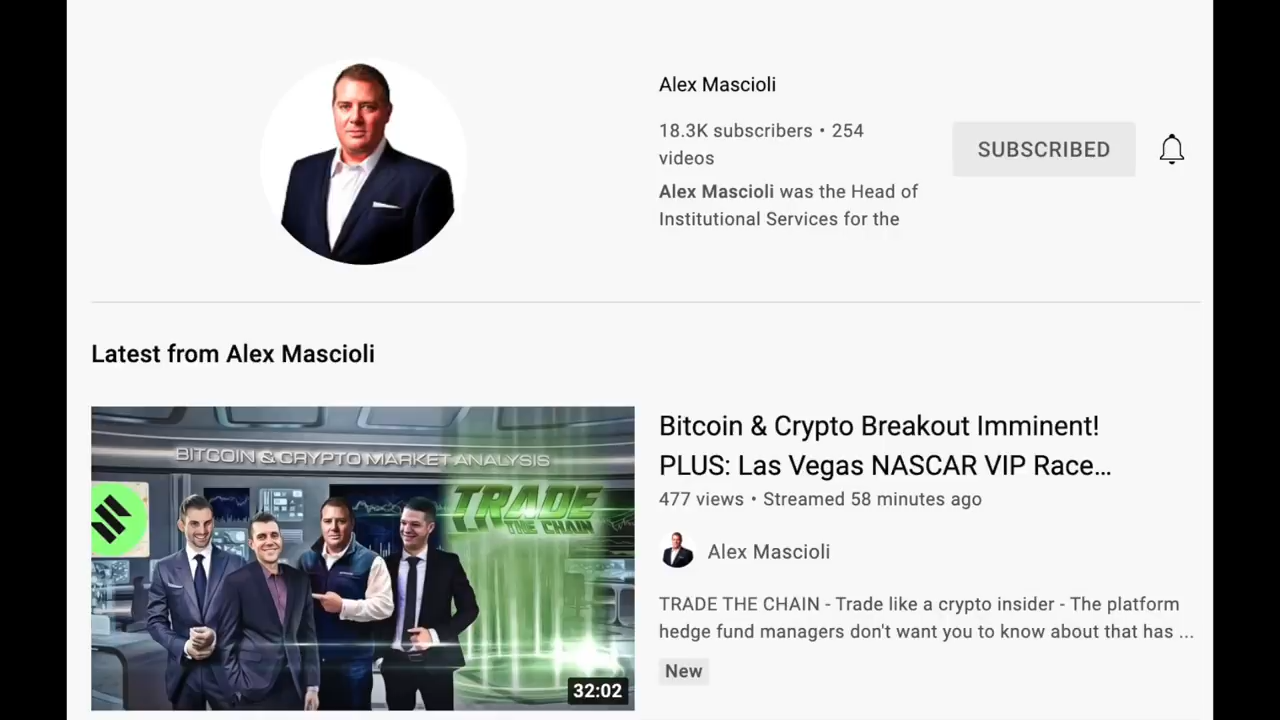 Alex Mascioli
18.3K subscribers • 254
videos
SUBSCRIBED
Alex Mascioli was the Head of
Institutional Services for the
Latest from Alex Mascioli
BITCOIN & CRYPTO MARKET ANALYSIS
TRADE
THE CHAIN
32:02
Bitcoin & Crypto Breakout Imminent!
PLUS: Las Vegas NASCAR VIP Race...
477 views • Streamed 58 minutes ago
Alex Mascioli
TRADE THE CHAIN - Trade like a crypto insider - The platform
hedge fund managers don't want you to know about that has ...
New